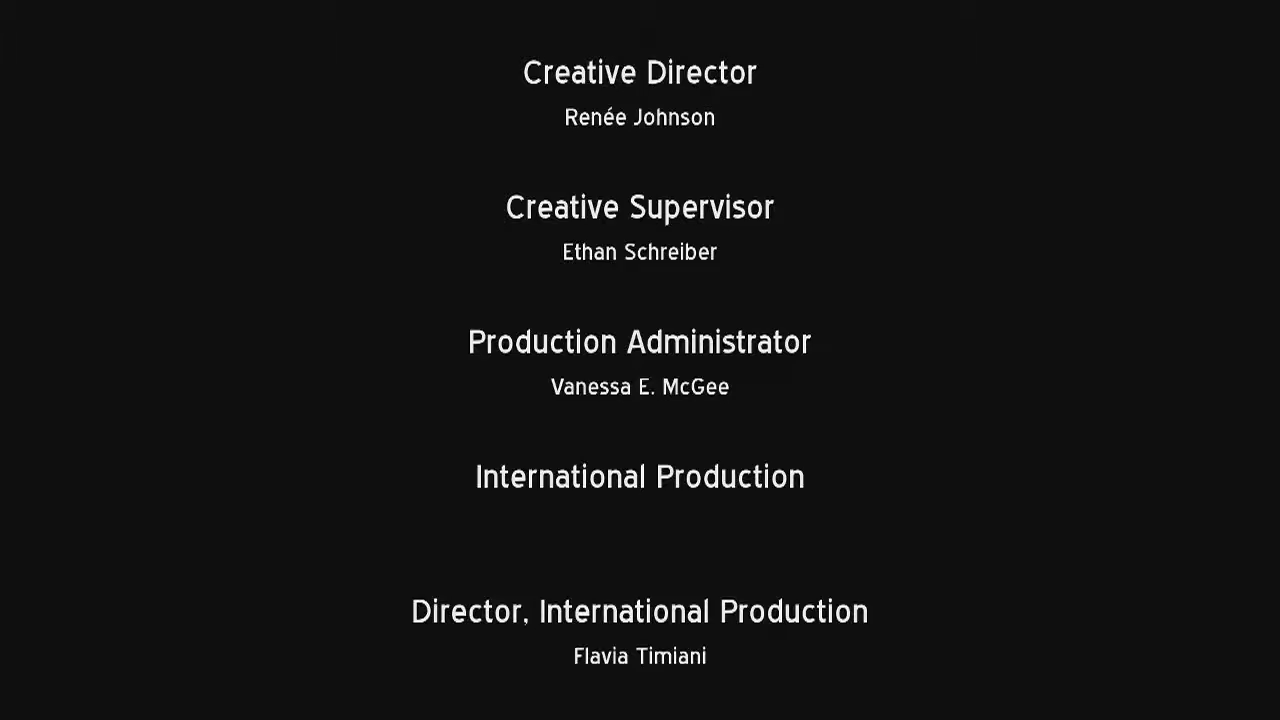 Creative Director
Renée Johnson
Creative Supervisor
Ethan Schreiber
Production Administrator
Vanessa E. McGee
International Production
Director, International Production
Flavia Timiani